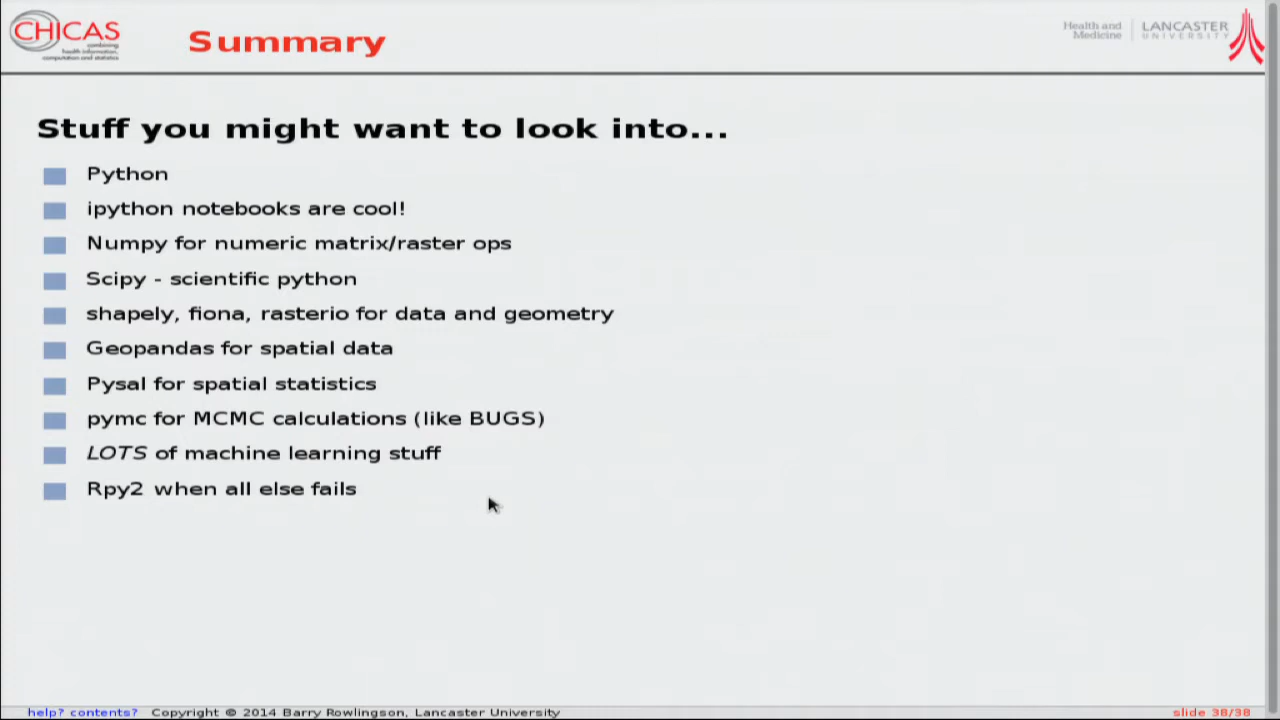 CHICAS
combining
health information,
computation and statistics
Summary
Health and
Medicine
LANCASTER
UNIVERSITY
Stuff you might want to look into...
Python
ipython notebooks are cool!
Numpy for numeric matrix/raster ops
Scipy - scientific python
shapely, fiona, rasterio for data and geometry
Geopandas for spatial data
Pysal for spatial statistics
pymc for MCMC calculations (like BUGS)
LOTS of machine learning stuff
Rpy2 when all else fails
help? contents? Copyright © 2014 Barry Rowlingson, Lancaster University
slide 38/38